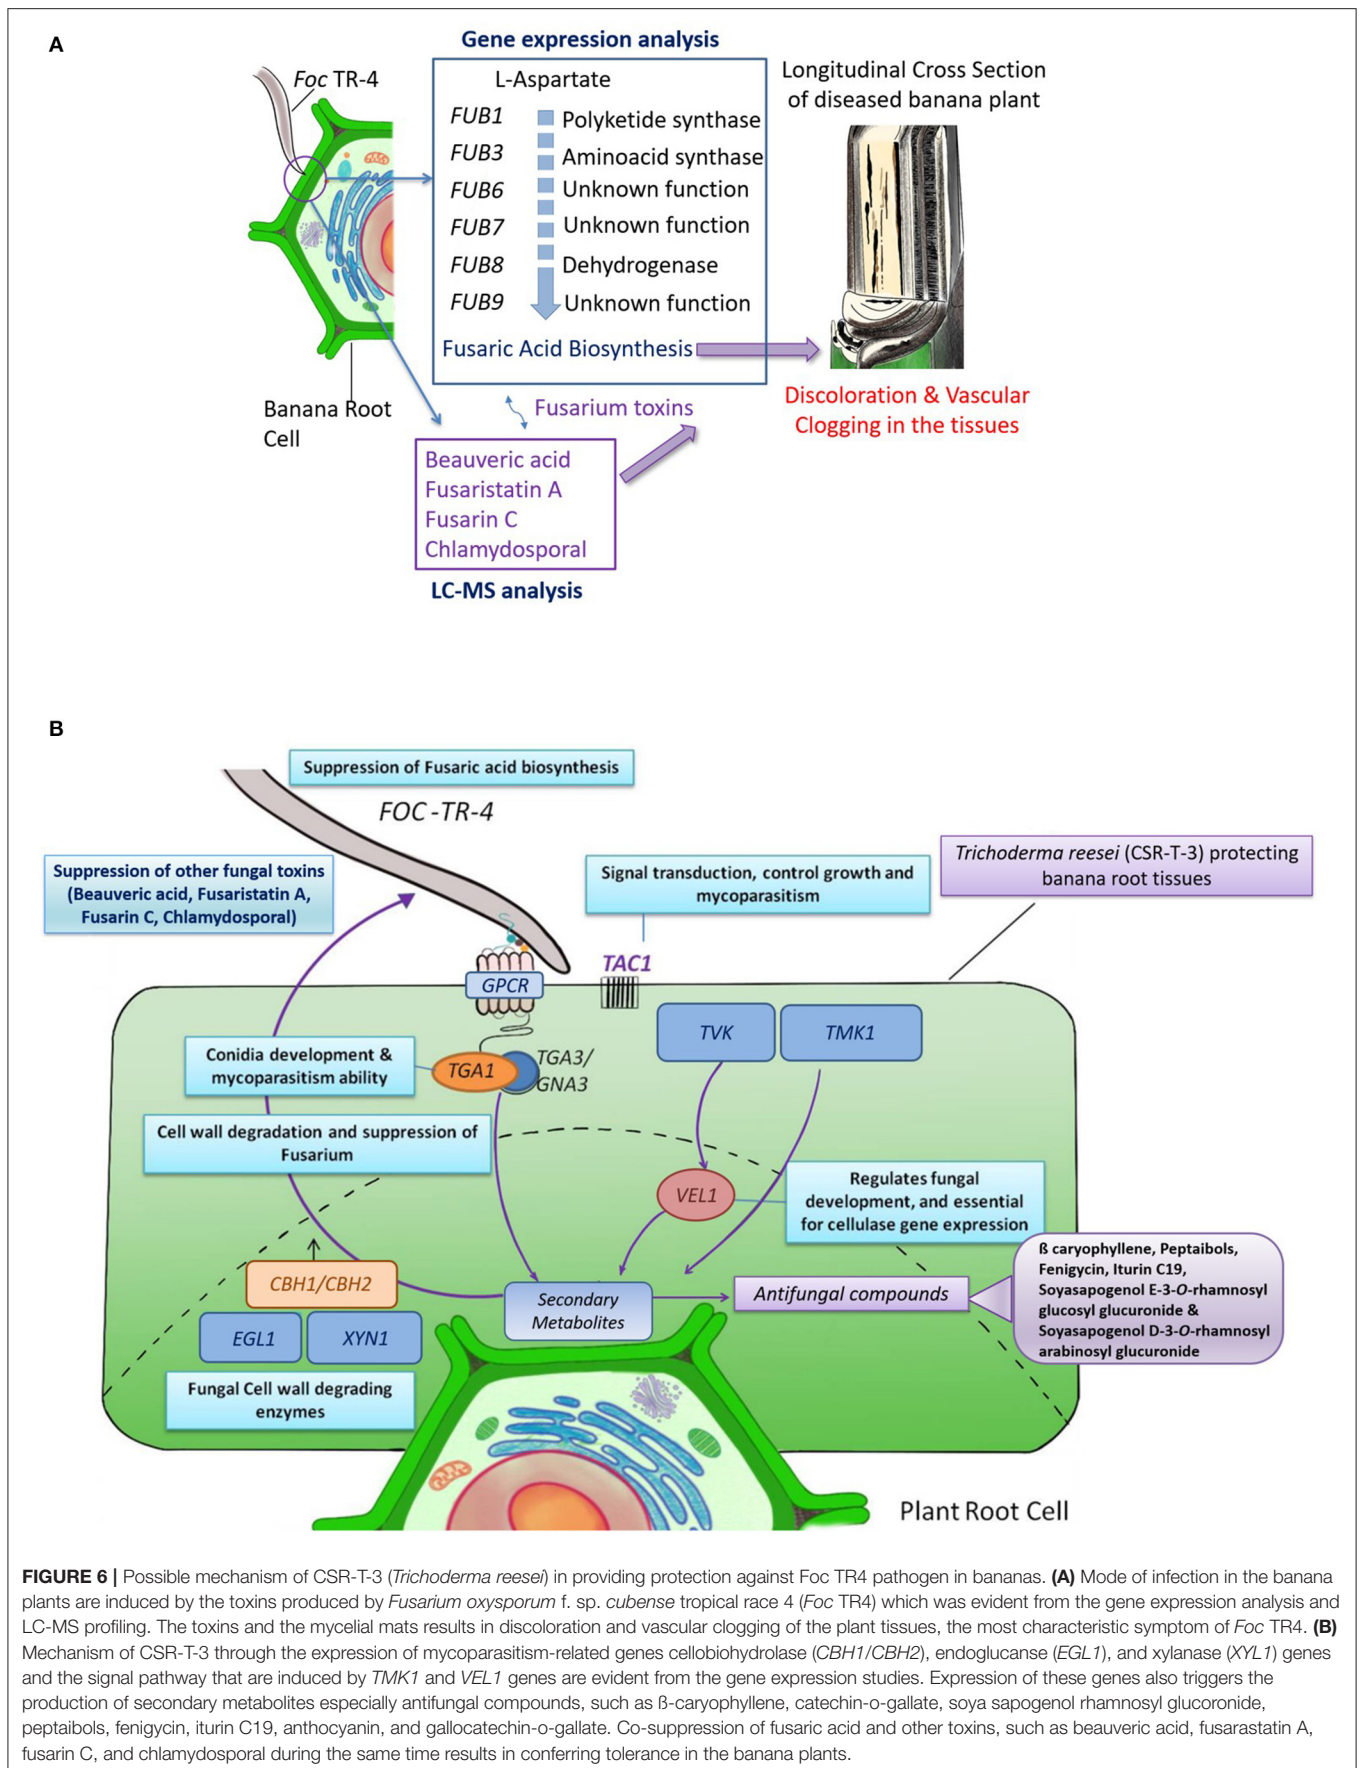 A
Gene expression analysis
Foc TR-4
L-Aspartate
FUB1
Polyketide synthase
FUB3
Aminoacid synthase
FUB6
Unknown function
FUB7
Unknown function
FUB8
Dehydrogenase
FUB9
Unknown function
Fusaric Acid Biosynthesis
Longitudinal Cross Section
of diseased banana plant
Discoloration & Vascular
Clogging in the tissues
Banana Root
Cell
Fusarium toxins
Beauveric acid
Fusaristatin A
Fusarin C
Chlamydosporal
LC-MS analysis
B
Suppression of Fusaric acid biosynthesis
FOC -TR-4
Suppression of other fungal toxins
(Beauveric acid, Fusaristatin A,
Fusarin C, Chlamydosporal)
Signal transduction, control growth and
mycoparasitism
Trichoderma reesei (CSR-T-3) protecting
banana root tissues
GPCR
TAC1
TVK
TMK1
Conidia development &
mycoparasitism ability
TGA1
TGA3/
GNA3
Cell wall degradation and suppression of
Fusarium
VEL1
Regulates fungal
development, and essential
for cellulase gene expression
CBH1/CBH2
EGL1
XYN1
Fungal Cell wall degrading
enzymes
Secondary
Metabolites
Antifungal compounds
ß caryophyllene, Peptaibols,
Fenigycin, Iturin C19,
Soyasapogenol E-3-O-rhamnosyl
glucosyl glucuronide &
Soyasapogenol D-3-O-rhamnosyl
arabinosyl glucuronide
Plant Root Cell
FIGURE 6 | Possible mechanism of CSR-T-3 (Trichoderma reesei) in providing protection against Foc TR4 pathogen in bananas. (A) Mode of infection in the banana
plants are induced by the toxins produced by Fusarium oxysporum f. sp. cubense tropical race 4 (Foc TR4) which was evident from the gene expression analysis and
LC-MS profiling. The toxins and the mycelial mats results in discoloration and vascular clogging of the plant tissues, the most characteristic symptom of Foc TR4. (B)
Mechanism of CSR-T-3 through the expression of mycoparasitism-related genes cellobiohydrolase (CBH1/CBH2), endoglucanse (EGL1), and xylanase (XYL1) genes
and the signal pathway that are induced by TMK1 and VEL1 genes are evident from the gene expression studies. Expression of these genes also triggers the
production of secondary metabolites especially antifungal compounds, such as ß-caryophyllene, catechin-o-gallate, soya sapogenol rhamnosyl glucoronide,
peptaibols, fenigycin, iturin C19, anthocyanin, and gallocatechin-o-gallate. Co-suppression of fusaric acid and other toxins, such as beauveric acid, fusarastatin A,
fusarin C, and chlamydosporal during the same time results in conferring tolerance in the banana plants.